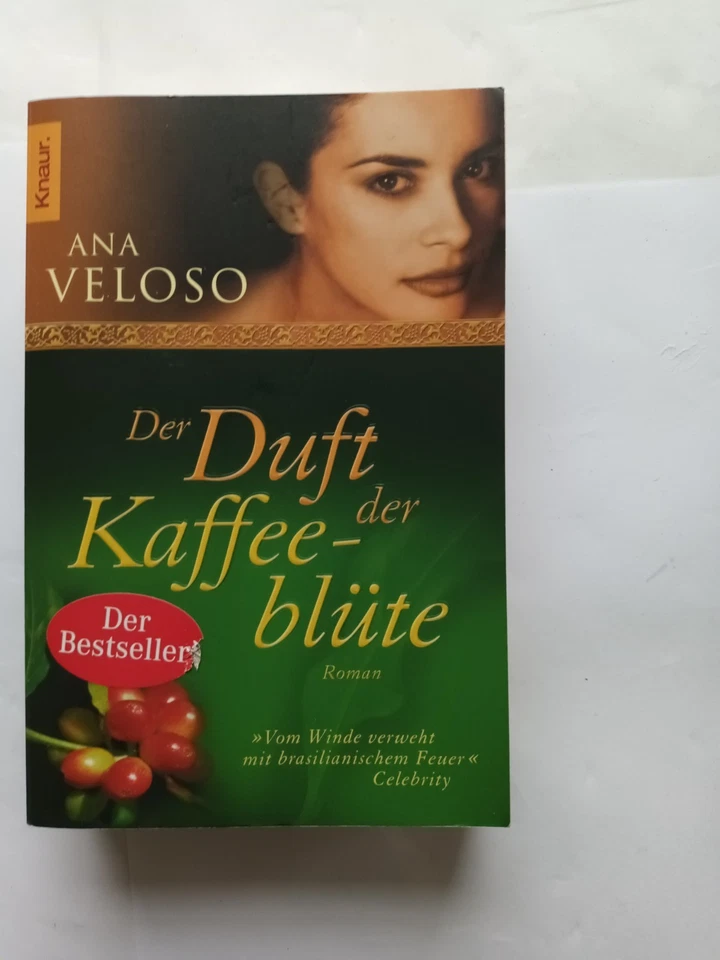 Knaur.
ANA
VELOSO
Der Duft
der
Kaffee-
blüte
Der
Bestseller
Roman
»Vom Winde verweht
mit brasilianischem Feuer«
Celebrity